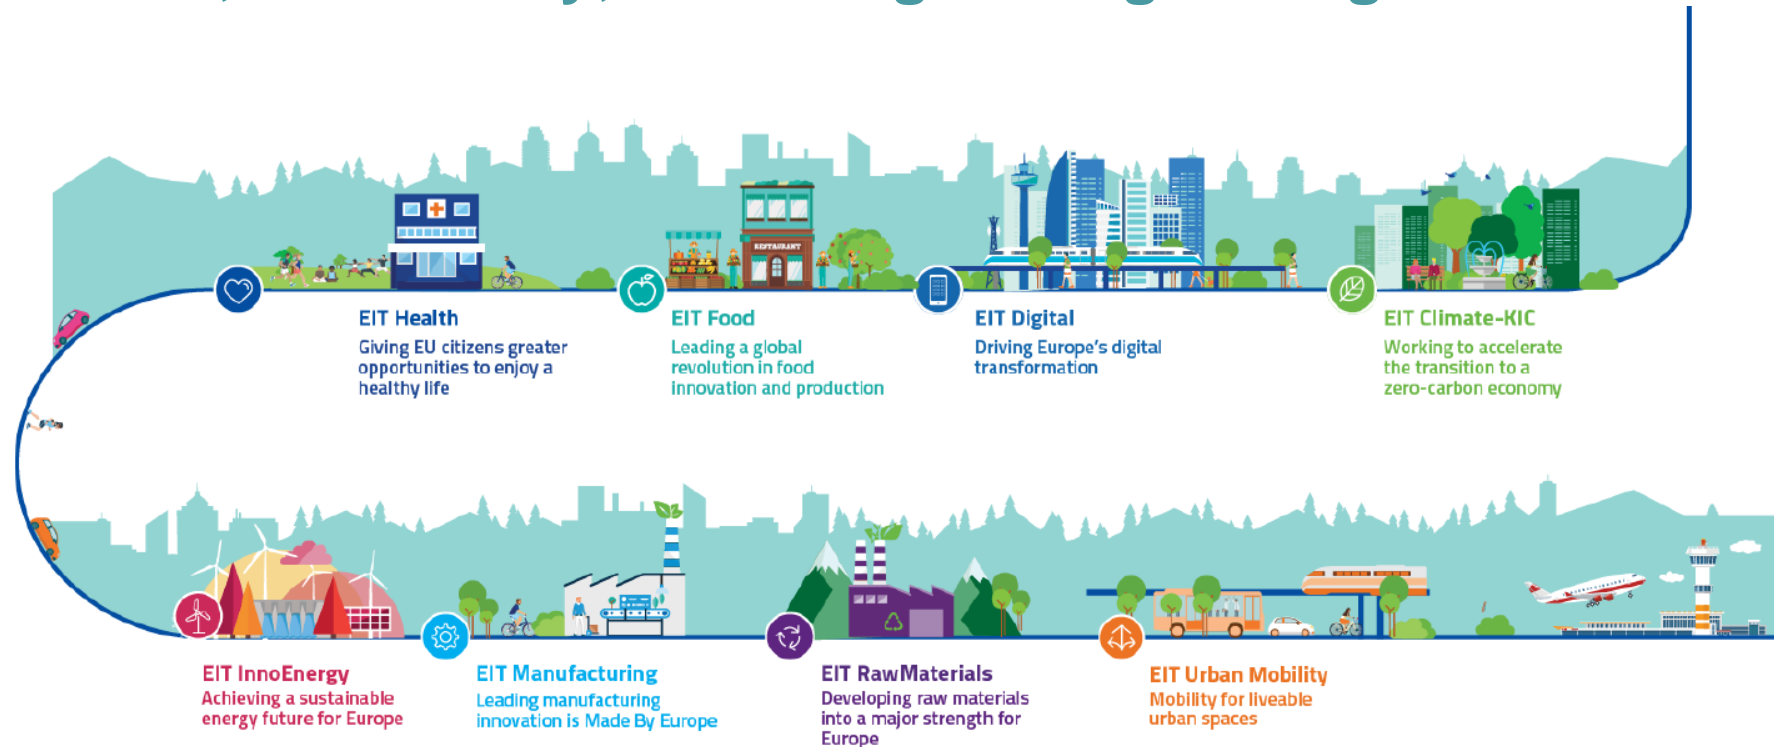 EIT Health
Giving EU citizens greater
opportunities to enjoy a
healthy life
RESTAURANT
EIT Food
Leading a global
revolution in food
innovation and production
EIT Digital
Driving Europe's digital
transformation
EIT Climate-KIC
Working to accelerate
the transition to a
zero-carbon economy
EIT InnoEnergy
Achieving a sustainable
energy future for Europe
EIT Manufacturing
Leading manufacturing
innovation is Made By Europe
EIT RawMaterials
Developing raw materials
into a major strength for
Europe
EIT Urban Mobility
Mobility for liveable
urban spaces